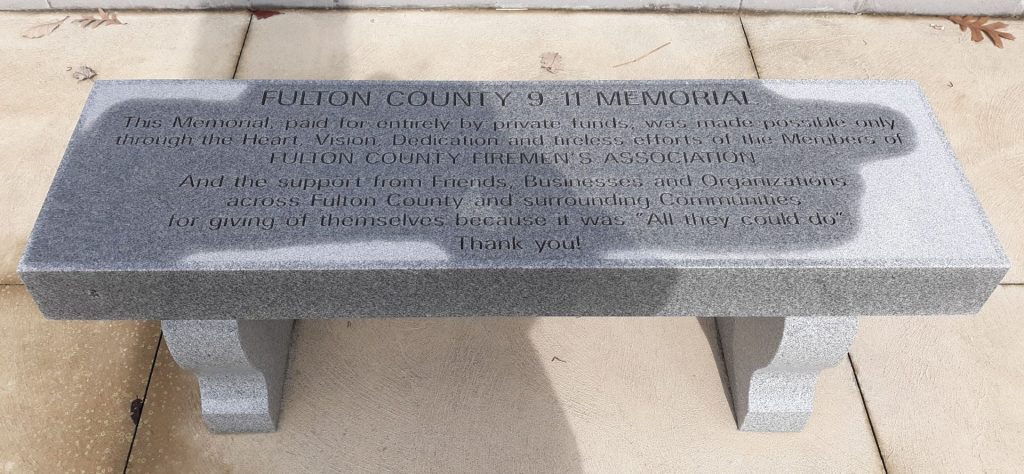 FULTON COUNTY 9-11 MEMORIAL
This Memorial, paid for entirely by private funds, was made possible only
through the Heart, Vision, Dedication and tireless efforts of the Members of
FULTON COUNTY FIREMEN'S ASSOCIATION
And the support from Friends, Businesses and Organizations
across Fulton County and surrounding Communities
for giving of themselves because it was "All they could do"
Thank you!